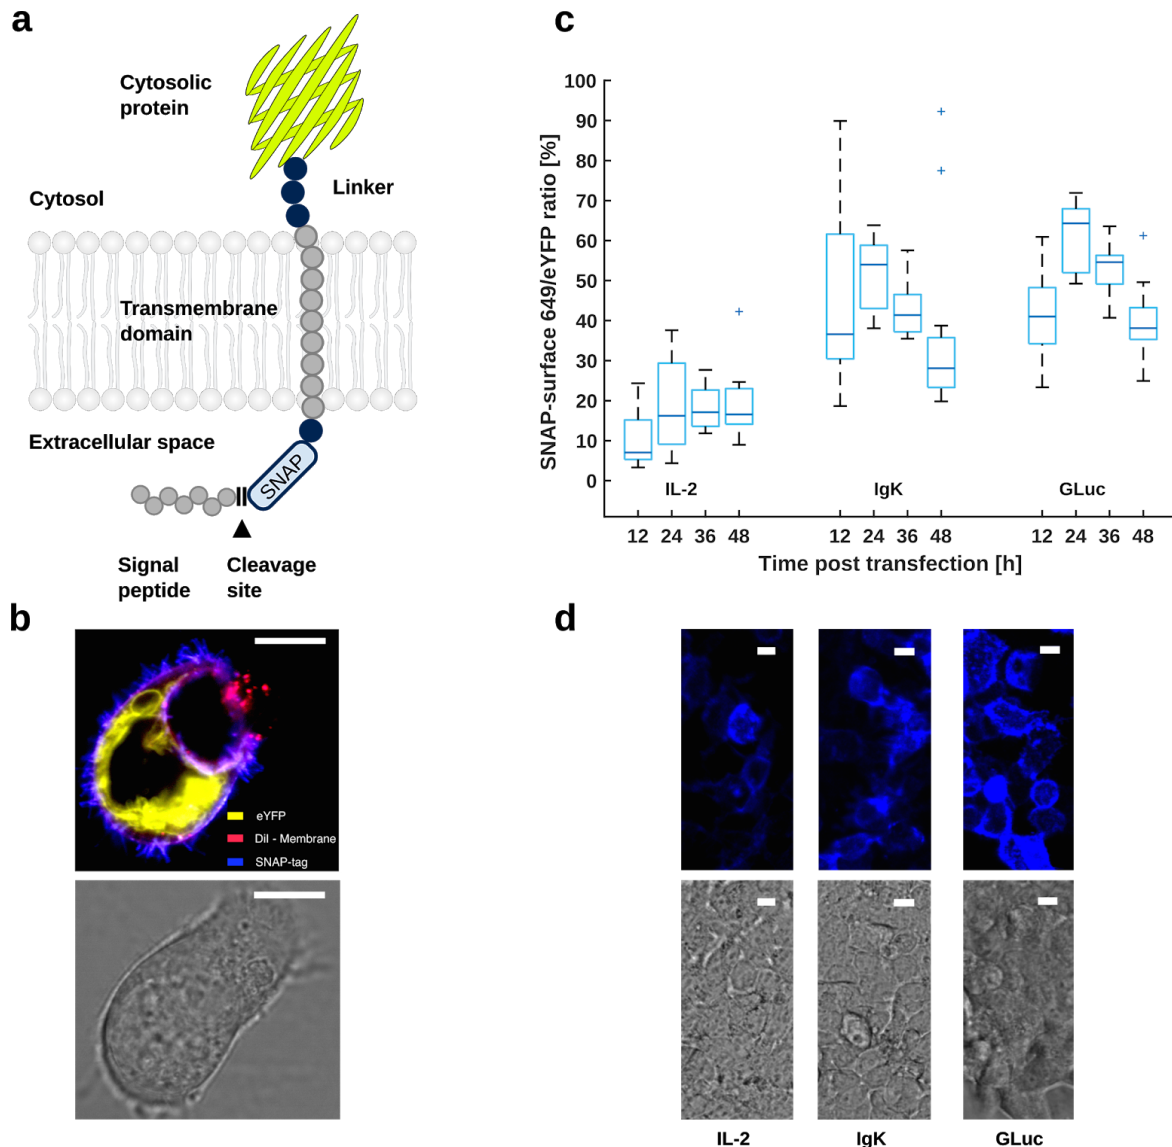 a
Cytosolic
protein
Linker
Cytosol
Transmembrane
domain
Extracellular space
SNAP
Signal
peptide
Cleavage
site
b
eYFP
DiI - Membrane
SNAP-tag
c
SNAP-surface 649/eYFP ratio [%]
100
90
80
70
60
50
40
30
20
10
0
IL-2
IgK
GLuc
12 24 36 48
12 24 36 48
12 24 36 48
Time post transfection [h]
d
IL-2
IgK
GLuc